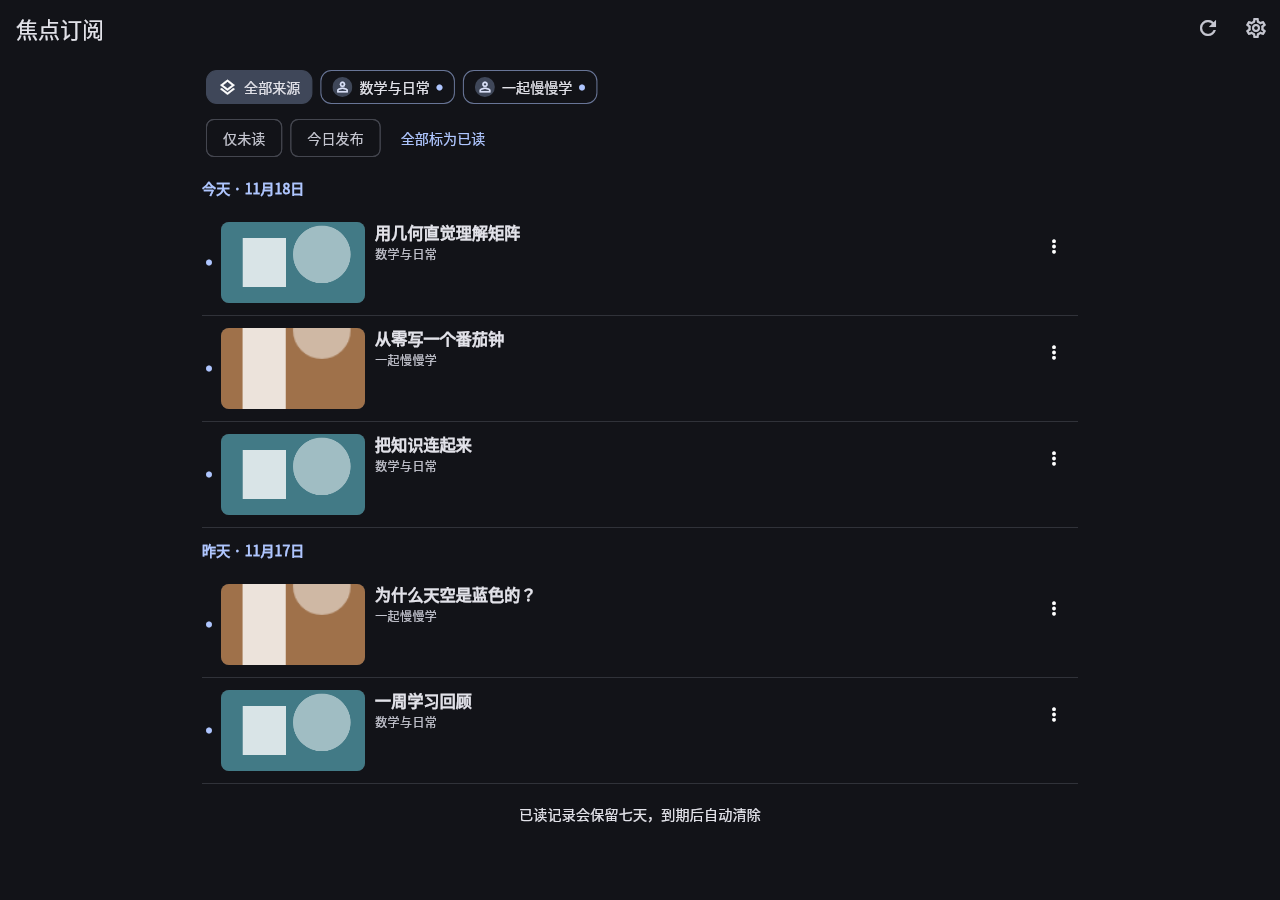 焦点订阅
全部来源 数学与日常 一起慢慢学
仅未读 今日发布 全部标为已读
今天 · 11月18日
用几何直觉理解矩阵
数学与日常
从零写一个番茄钟
一起慢慢学
把知识连起来
数学与日常
昨天 · 11月17日
为什么天空是蓝色的？
一起慢慢学
一周学习回顾
数学与日常
已读记录会保留七天，到期后自动清除